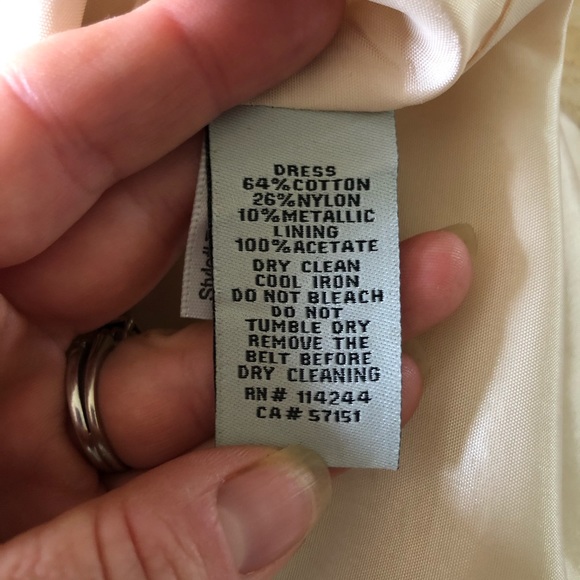 DRESS
64%COTTON
26%NYLON
10%METALLIC
LINING
100%ACETATE
DRY CLEAN
COOL IRON
DO NOT BLEACH
DO NOT
TUMBLE DRY
REMOVE THE
BELT BEFORE
DRY CLEANING
RN# 114244
CA# 57151